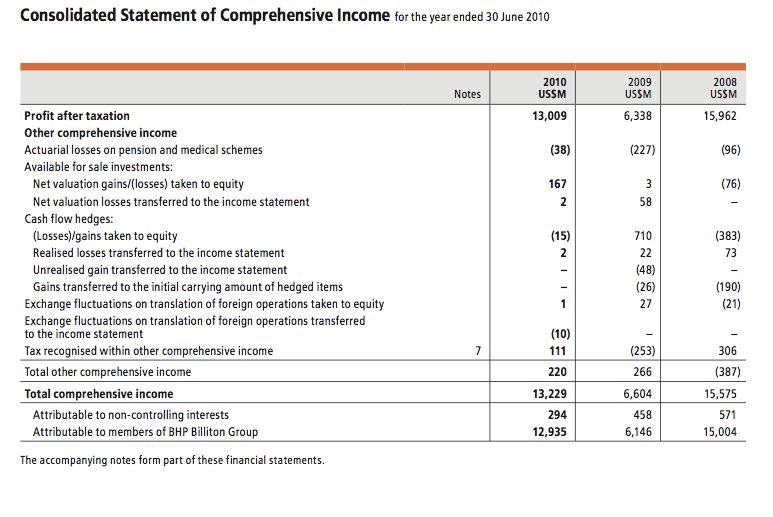 Consolidated Statement of Comprehensive Income for the year ended 30 June 2010
2010 2009 2008
Notes US$M US$M US$M
Profit after taxation 13,009 6,338 15,962
Other comprehensive income
Actuarial losses on pension and medical schemes (38) (227) (96)
Available for sale investments:
Net valuation gains/(losses) taken to equity 167 3 (76)
Net valuation losses transferred to the income statement 2 58 –
Cash flow hedges:
(Losses)/gains taken to equity (15) 710 (383)
Realised losses transferred to the income statement 2 22 73
Unrealised gain transferred to the income statement – (48) –
Gains transferred to the initial carrying amount of hedged items – (26) (190)
Exchange fluctuations on translation of foreign operations taken to equity 1 27 (21)
Exchange fluctuations on translation of foreign operations transferred
to the income statement (10) – –
Tax recognised within other comprehensive income 7 111 (253) 306
Total other comprehensive income 220 266 (387)
Total comprehensive income 13,229 6,604 15,575
Attributable to non-controlling interests 294 458 571
Attributable to members of BHP Billiton Group 12,935 6,146 15,004
The accompanying notes form part of these financial statements.